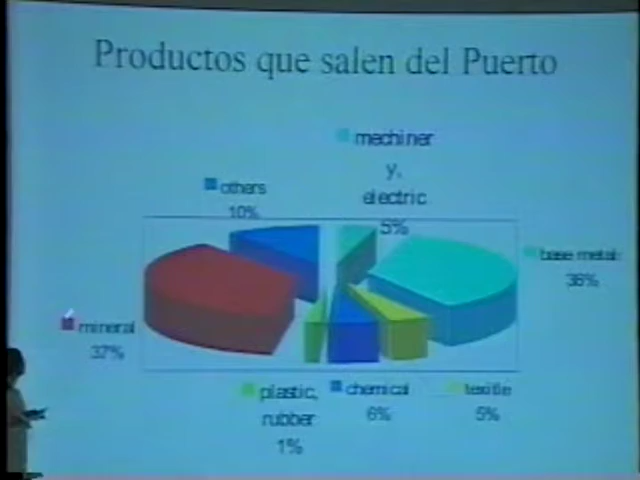 Productos que salen del Puerto
mechiner
y,
electric
5%
others
10%
base metal
36%
mineral
37%
plastic,
rubber
1%
chemical
6%
textile
5%